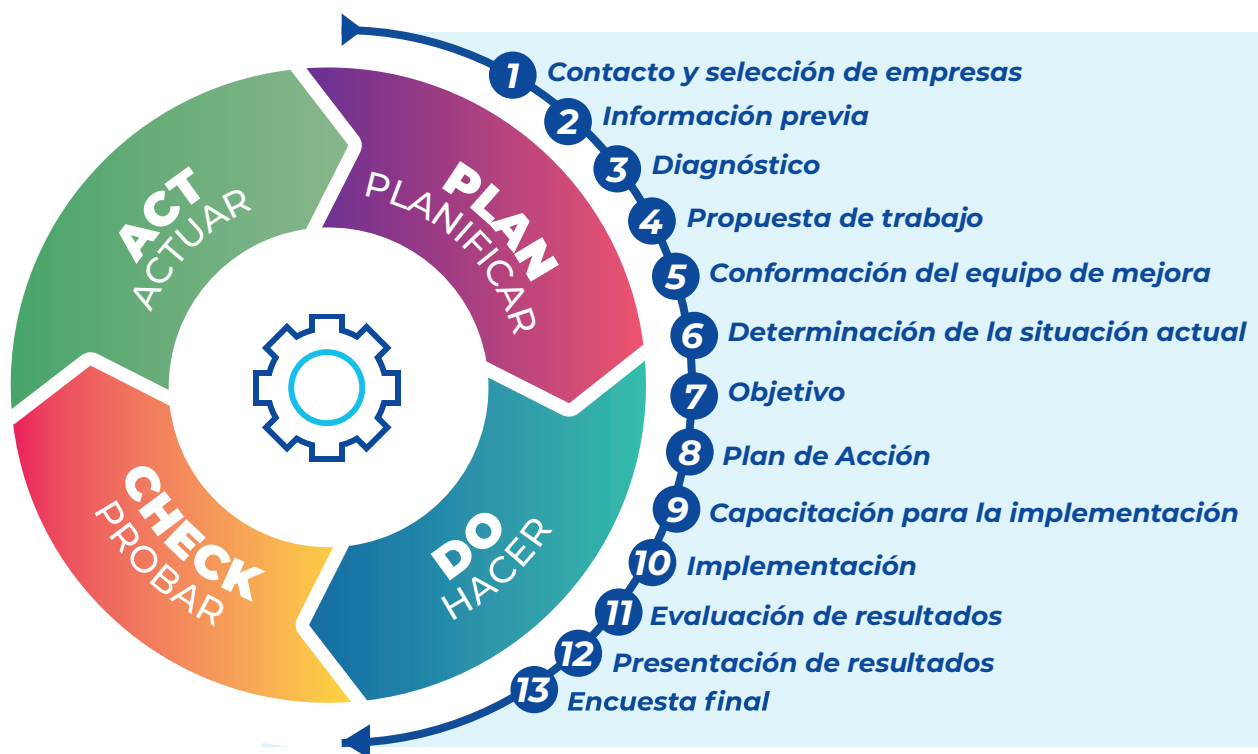 ACT
ACTUAR
PLAN
PLANIFICAR
CHECK
PROBAR
DO
HACER
1 Contacto y selección de empresas
2 Información previa
3 Diagnóstico
4 Propuesta de trabajo
5 Conformación del equipo de mejora
6 Determinación de la situación actual
7 Objetivo
8 Plan de Acción
9 Capacitación para la implementación
10 Implementación
11 Evaluación de resultados
12 Presentación de resultados
13 Encuesta final